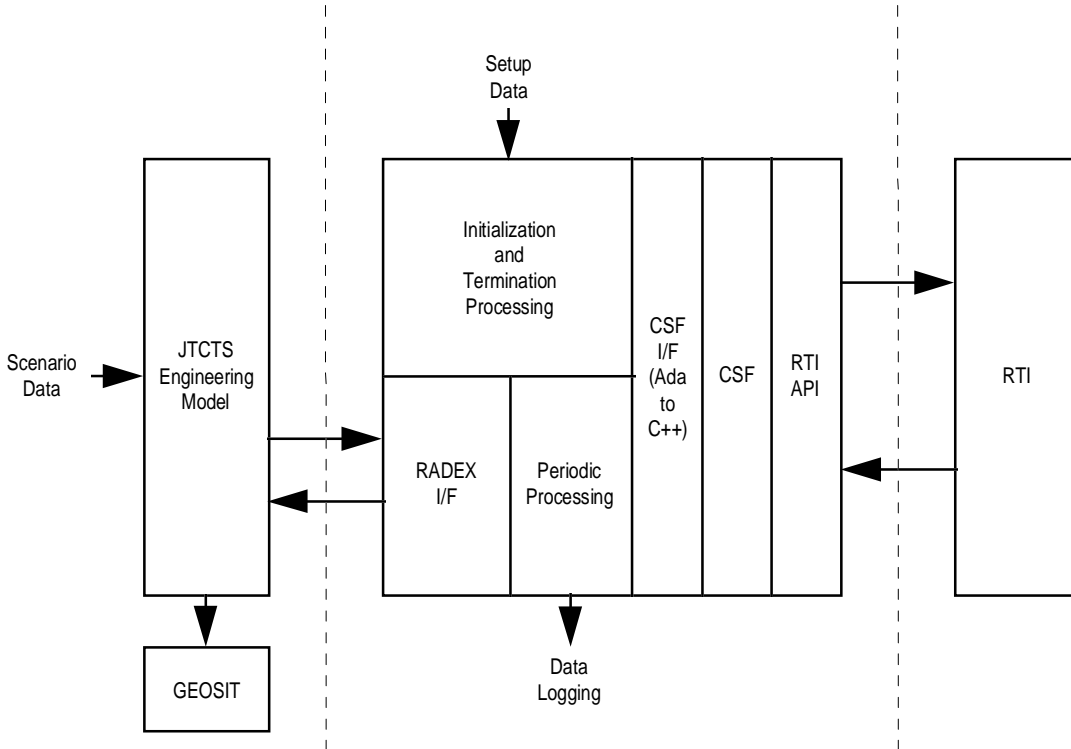 Setup
Data
Initialization
and
Termination
Processing
Scenario
Data
JTCTS
Engineering
Model
RADEX
I/F
Periodic
Processing
CSF
I/F
(Ada
to
C++)
CSF
RTI
API
RTI
GEOSIT
Data
Logging